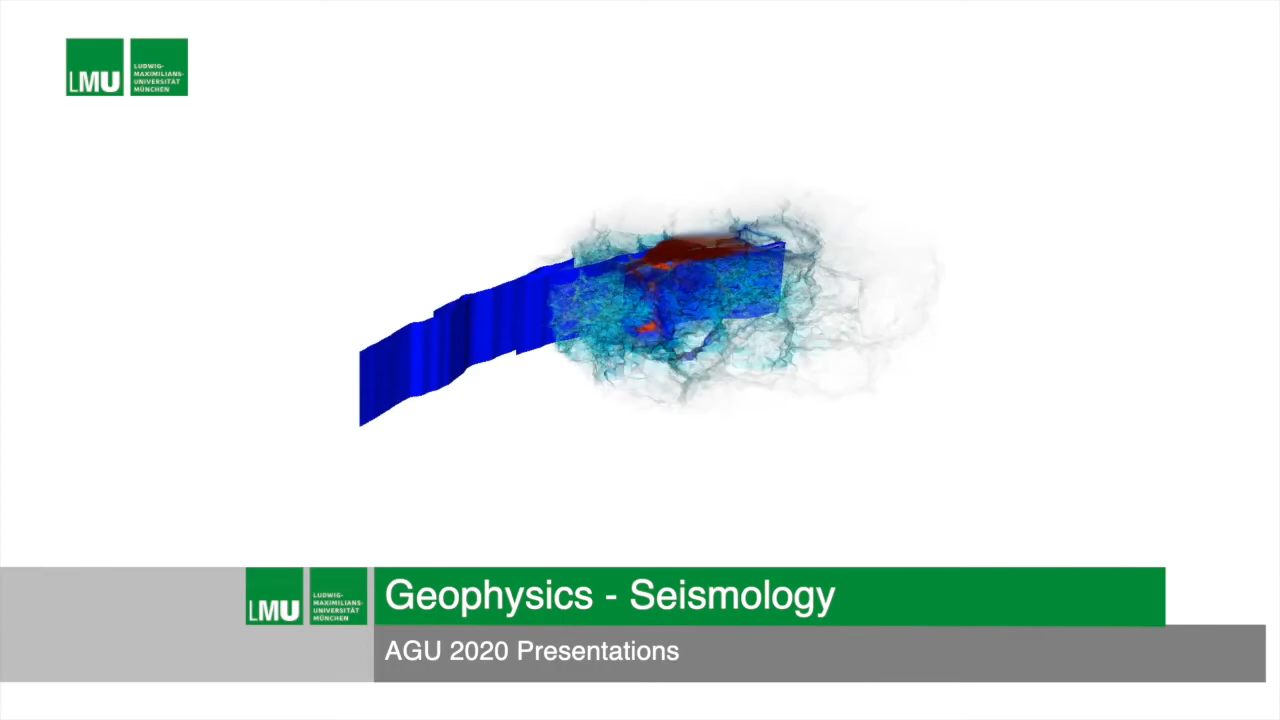 LMU
LUDWIG-
MAXIMILIANS-
UNIVERSITÄT
MÜNCHEN
LMU
LUDWIG-
MAXIMILIANS-
UNIVERSITÄT
MÜNCHEN
Geophysics - Seismology
AGU 2020 Presentations